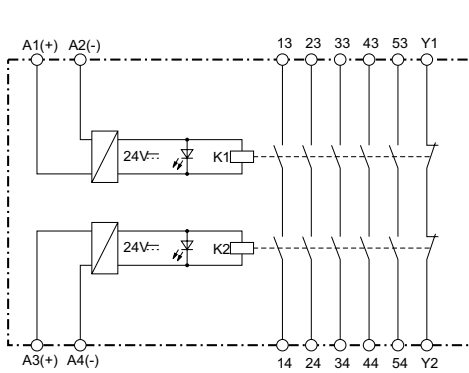 A1(+) A2(-) 13 23 33 43 53 Y1
24V K1
24V K2
A3(+) A4(-) 14 24 34 44 54 Y2